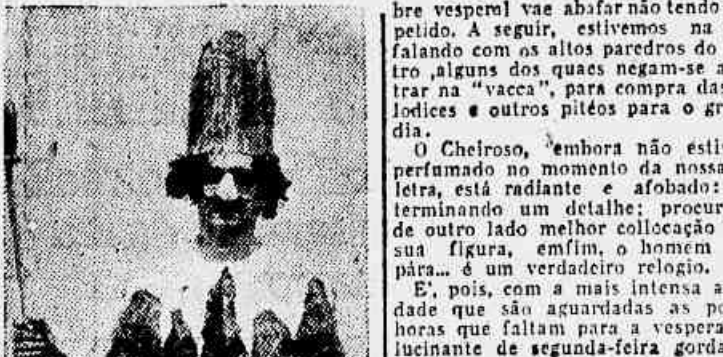 bre vesperal vae abafar não tendo
petido. A seguir, estivemos na
falando com os altos paredros do
tro ,alguns dos quaes negam-se a
trar na "vacca", para compra das
lodices e outros pitéos para o gr
dia.
O Cheiroso, "embora não esti
perfumado no momento da nossa
letra, está radiante e afobado:
terminando um detalhe; procur
de outro lado melhor collocação
sua figura, emfim, o homem
pára... é um verdadeiro relogio.
E', pois, com a mais intensa a
dade que são aguardadas as po
horas que faltam para a vespera
lucinante de segunda-feira gorda